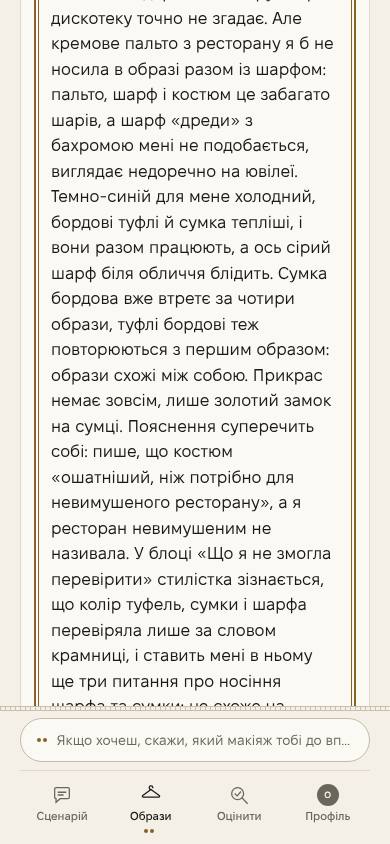 дискотеку точно не згадає. Але
кремове пальто з ресторану я б не
носила в образі разом із шарфом:
пальто, шарф і костюм це забагато
шарів, а шарф «дреди» з
бахромою мені не подобається,
виглядає недоречно на ювілеї.
Темно-синій для мене холодний,
бордові туфлі й сумка тепліші, і
вони разом працюють, а ось сірий
шарф біля обличчя блідить. Сумка
бордова вже втретє за чотири
образи, туфлі бордові теж
повторюються з першим образом:
образи схожі між собою. Прикрас
немає зовсім, лише золотий замок
на сумці. Пояснення суперечить
собі: пише, що костюм
«ошатніший, ніж потрібно для
невимушеного ресторану», а я
ресторан невимушеним не
називала. У блоці «Що я не змогла
перевірити» стилістка зізнається,
що колір туфель, сумки і шарфа
перевіряла лише за словом
крамниці, і ставить мені в ньому
ще три питання про носіння
Якщо хочеш, скажи, який макіяж тобі до вп...
Сценарій
Образи
Оцінити
О
Профіль